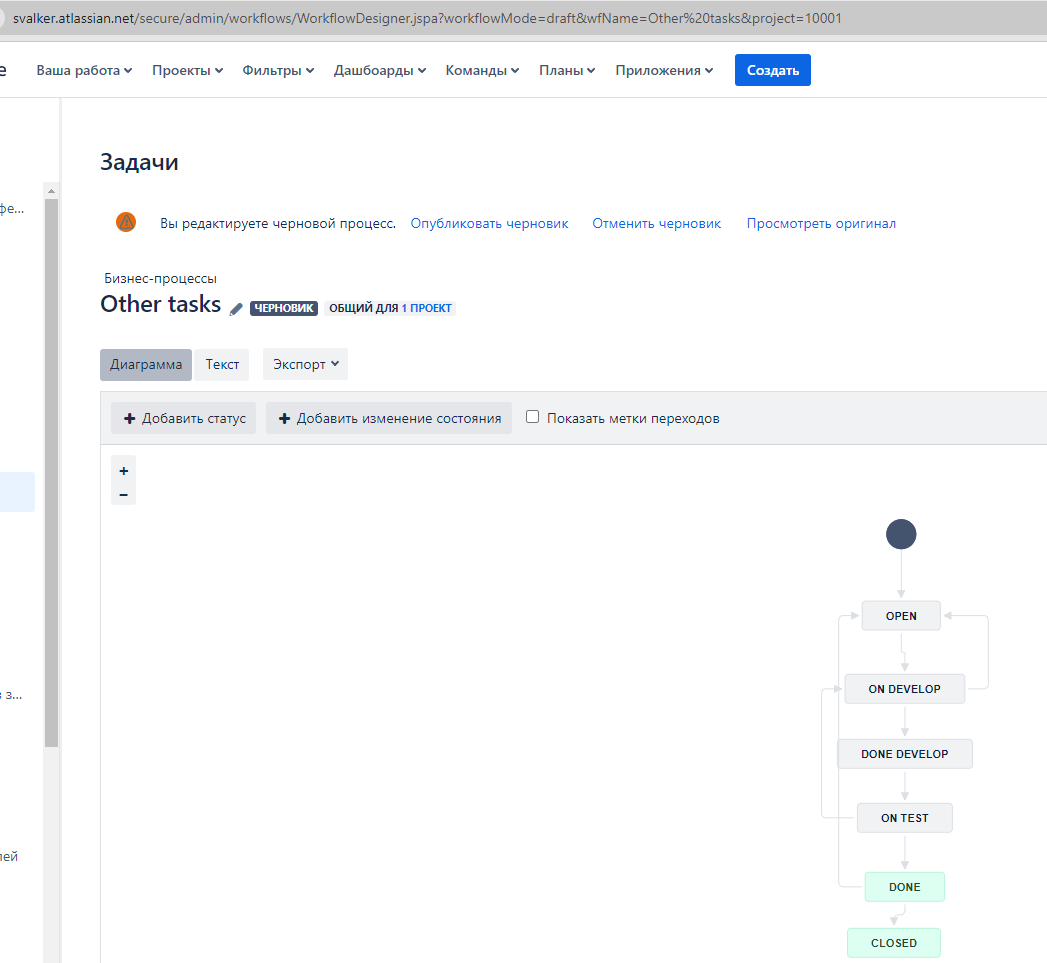 svalker.atlassian.net/secure/admin/workflows/WorkflowDesigner.jspa?workflowMode=draft&wfName=Other%20tasks&project=10001
e Ваша работа Проекты Фильтры Дашбоарды Команды Планы Приложения Создать
Задачи
фе...
Вы редактируете черновой процесс. Опубликовать черновик Отменить черновик Просмотреть оригинал
Бизнес-процессы
Other tasks ЧЕРНОВИК ОБЩИЙ ДЛЯ 1 ПРОЕКТ
Диаграмма Текст Экспорт
+ Добавить статус + Добавить изменение состояния Показать метки переходов
+
−
OPEN
ON DEVELOP
з...
DONE DEVELOP
ON TEST
лей
DONE
CLOSED